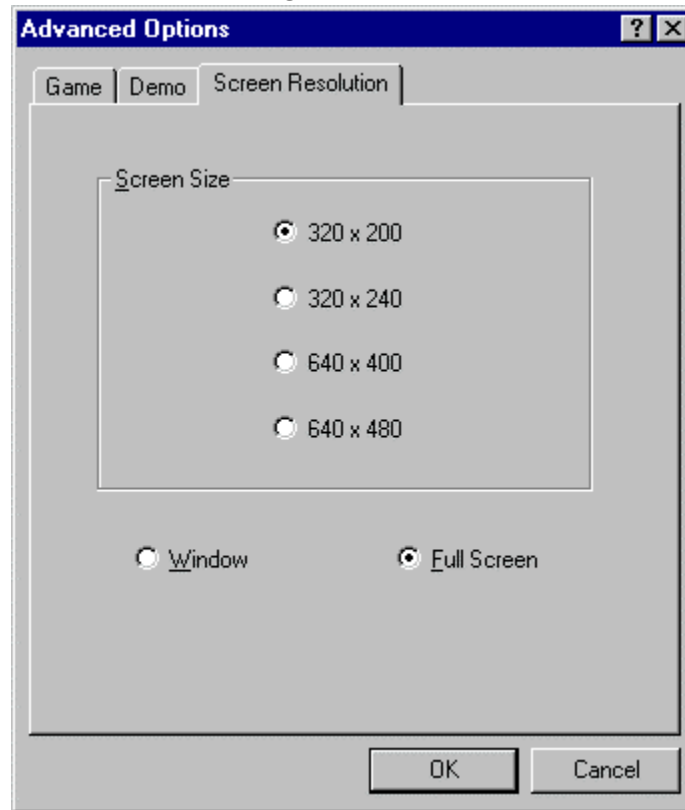 Advanced Options
Game Demo Screen Resolution
Screen Size
320 x 200
320 x 240
640 x 400
640 x 480
Window Full Screen
OK Cancel